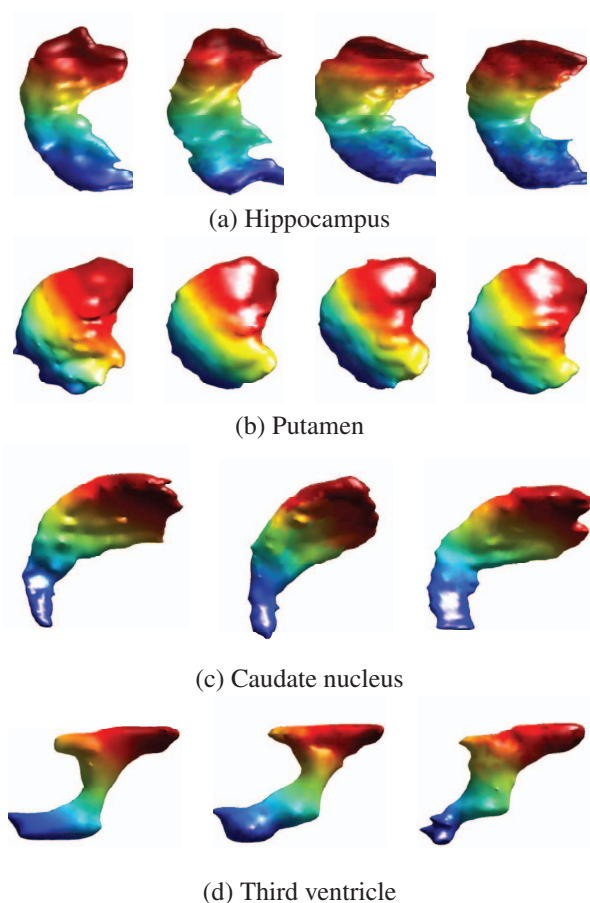 (a) Hippocampus
(b) Putamen
(c) Caudate nucleus
(d) Third ventricle